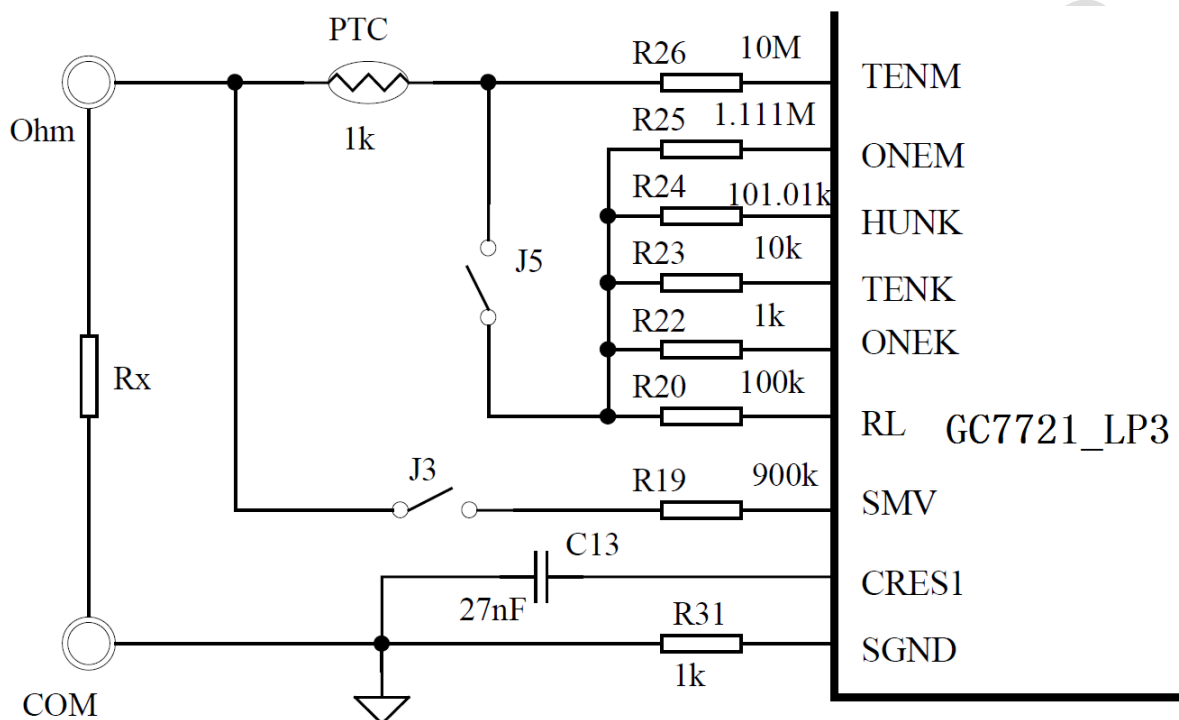 PTC
1k
Ohm
Rx
J5
J3
R26 10M
R25 1.111M
R24 101.01k
R23 10k
R22 1k
R20 100k
R19 900k
C13
27nF
R31
1k
COM
TENM
ONEM
HUNK
TENK
ONEK
RL GC7721_LP3
SMV
CRES1
SGND